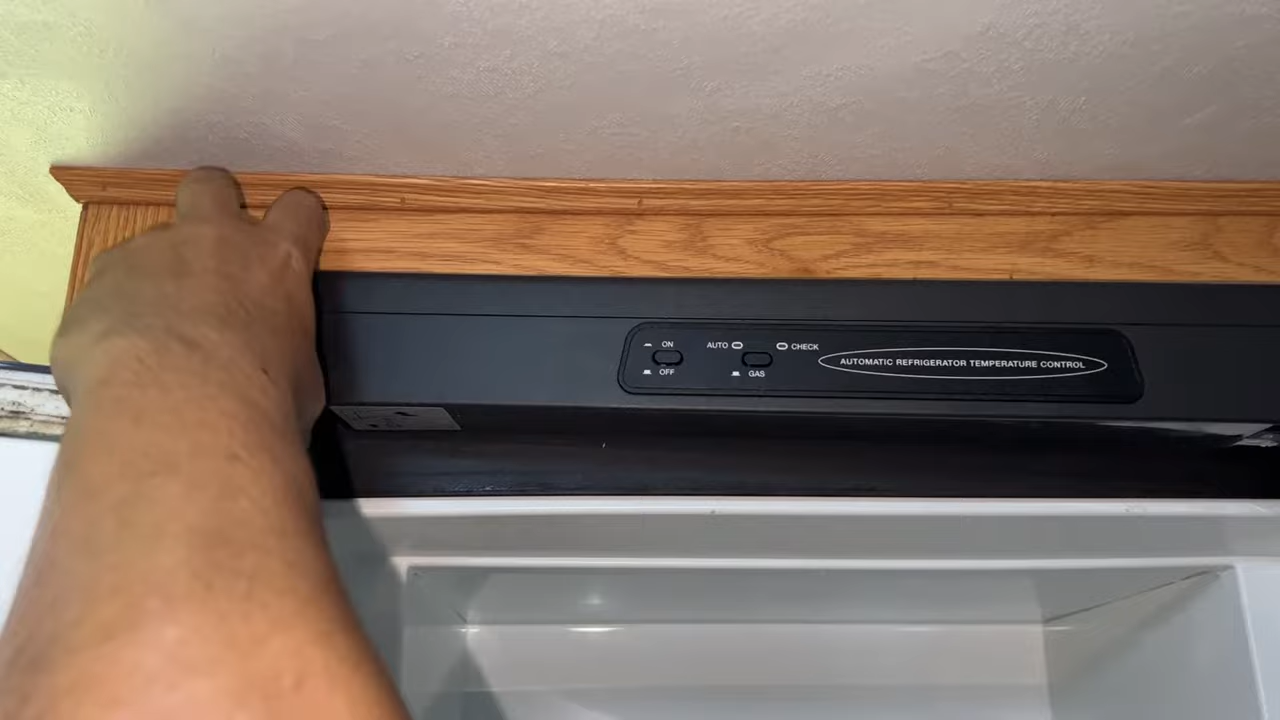 ON
OFF
AUTO
GAS
CHECK
AUTOMATIC REFRIGERATOR TEMPERATURE CONTROL